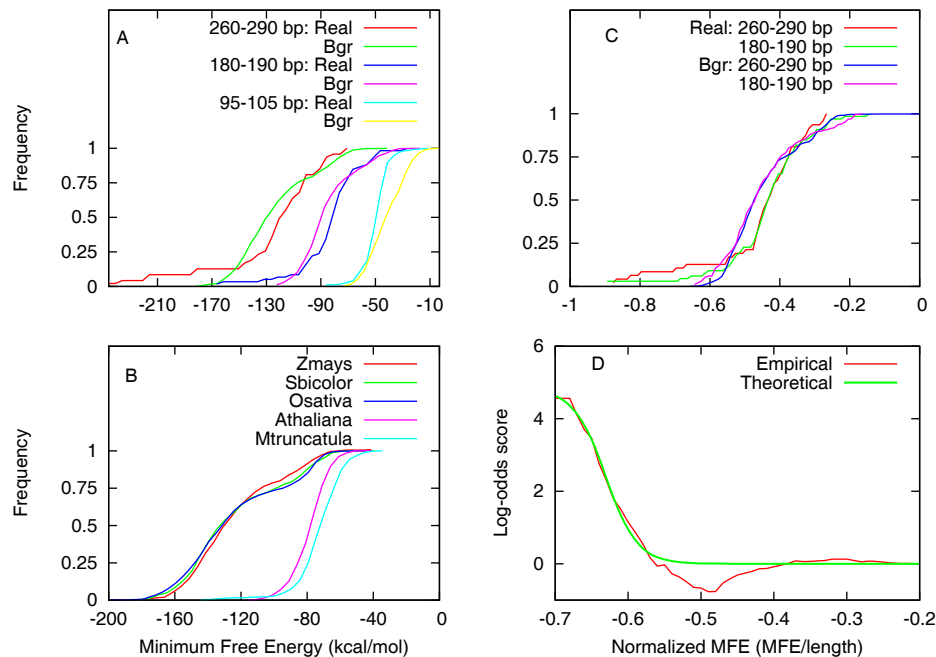 A
260-290 bp: Real
Bgr
180-190 bp: Real
Bgr
95-105 bp: Real
Bgr
Frequency
1
0.75
0.5
0.25
0
-210 -170 -130 -90 -50 -10
C
Real: 260-290 bp
180-190 bp
Bgr: 260-290 bp
180-190 bp
1
0.75
0.5
0.25
0
-1 -0.8 -0.6 -0.4 -0.2 0
B
Zmays
Sbicolor
Osativa
Athaliana
Mtruncatula
Frequency
1
0.75
0.5
0.25
0
-200 -160 -120 -80 -40 0
Minimum Free Energy (kcal/mol)
D
Empirical
Theoretical
Log-odds score
6
4
2
0
-0.7 -0.6 -0.5 -0.4 -0.3 -0.2
Normalized MFE (MFE/length)